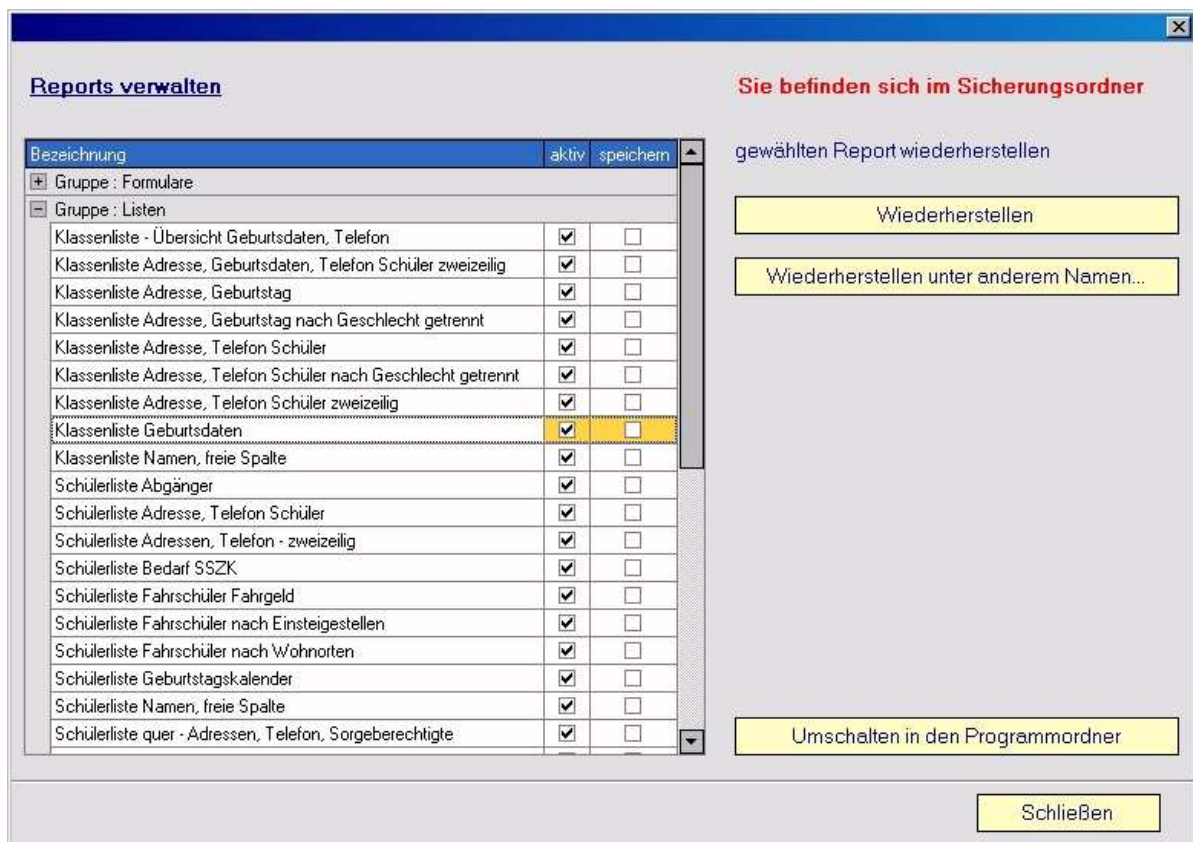 Reports verwalten
Sie befinden sich im Sicherungsordner
Bezeichnung aktiv speichern
Gruppe : Formulare
Gruppe : Listen
Klassenliste - Übersicht Geburtsdaten, Telefon
Klassenliste Adresse, Geburtsdaten, Telefon Schüler zweizeilig
Klassenliste Adresse, Geburtstag
Klassenliste Adresse, Geburtstag nach Geschlecht getrennt
Klassenliste Adresse, Telefon Schüler
Klassenliste Adresse, Telefon Schüler nach Geschlecht getrennt
Klassenliste Adresse, Telefon Schüler zweizeilig
Klassenliste Geburtsdaten
Klassenliste Namen, freie Spalte
Schülerliste Abgänger
Schülerliste Adresse, Telefon Schüler
Schülerliste Adressen, Telefon - zweizeilig
Schülerliste Bedarf SSZK
Schülerliste Fahrschüler Fahrgeld
Schülerliste Fahrschüler nach Einsteigestellen
Schülerliste Fahrschüler nach Wohnorten
Schülerliste Geburtstagskalender
Schülerliste Namen, freie Spalte
Schülerliste quer - Adressen, Telefon, Sorgeberechtigte
gewählten Report wiederherstellen
Wiederherstellen
Wiederherstellen unter anderem Namen...
Umschalten in den Programmordner
Schließen